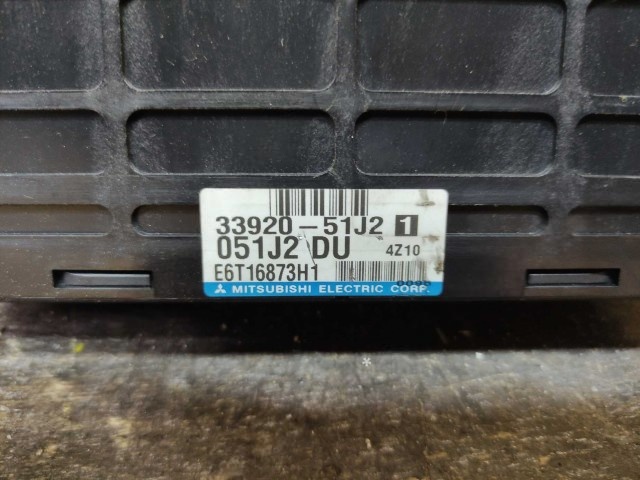 33920-51J2 1
051J2 DU 4Z10
E6T16873H1
MITSUBISHI ELECTRIC CORP.